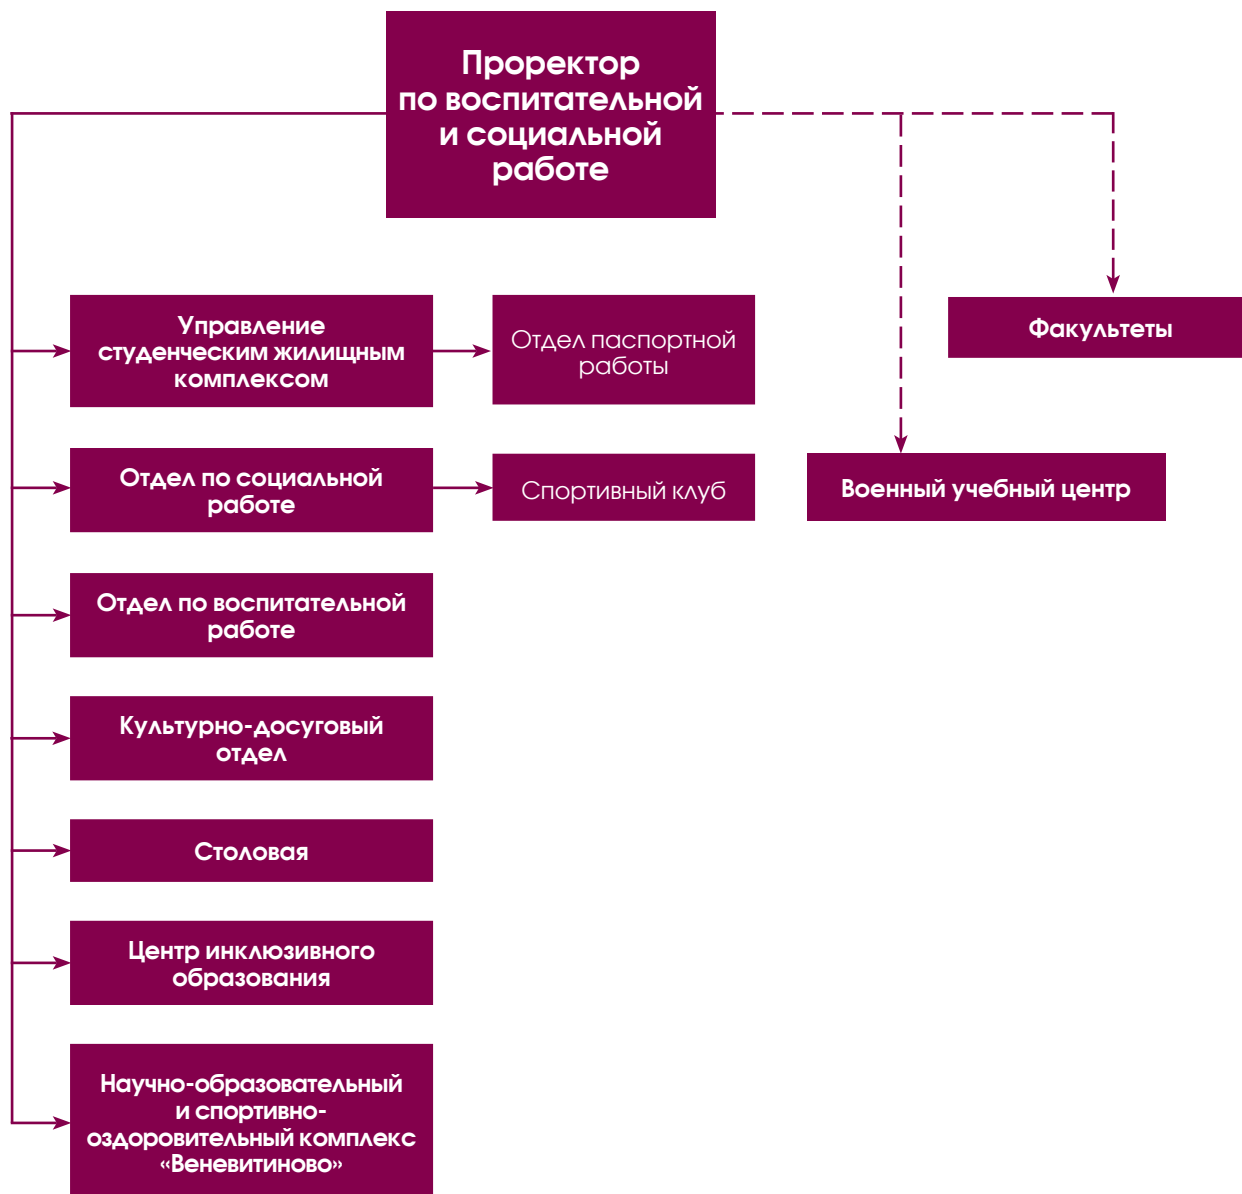 Проректор
по воспитательной
и социальной
работе
Управление
студенческим жилищным
комплексом
Отдел паспортной
работы
Факультеты
Отдел по социальной
работе
Спортивный клуб
Военный учебный центр
Отдел по воспитательной
работе
Культурно-досуговый
отдел
Столовая
Центр инклюзивного
образования
Научно-образовательный
и спортивно-
оздоровительный комплекс
«Веневитиново»